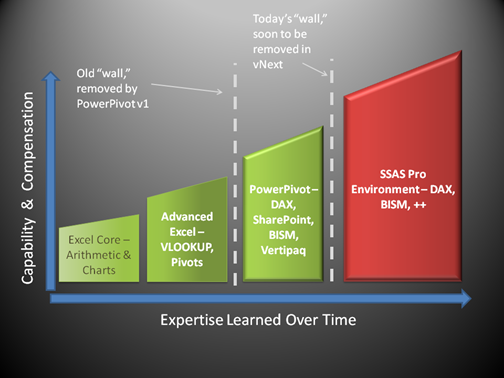 Today's “wall,”
soon to be
removed in
vNext
Old “wall,”
removed by
PowerPivot v1
Capability & Compensation
Excel Core –
Arithmetic &
Charts
Advanced
Excel –
VLOOKUP,
Pivots
PowerPivot –
DAX,
SharePoint,
BISM,
Vertipaq
SSAS Pro
Environment – DAX,
BISM, ++
Expertise Learned Over Time